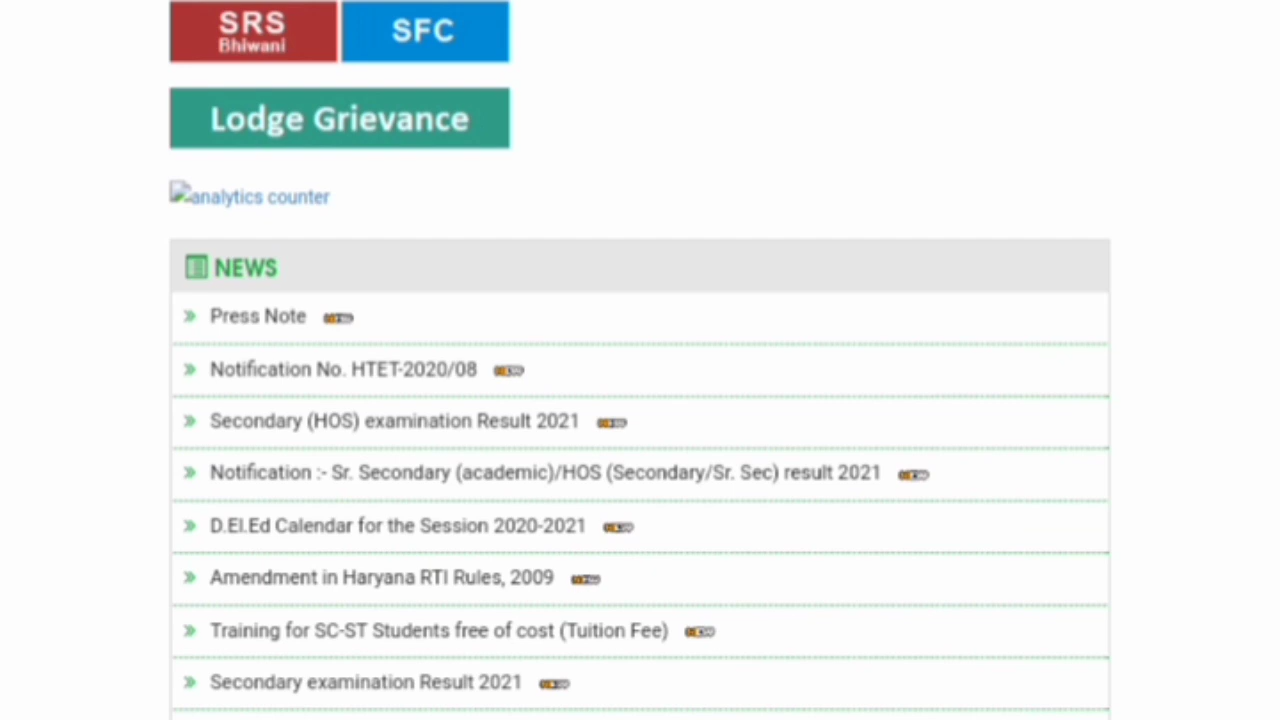 SRS
Bhiwani
SFC
Lodge Grievance
analytics counter
NEWS
Press Note
Notification No. HTET-2020/08
Secondary (HOS) examination Result 2021
Notification :- Sr. Secondary (academic)/HOS (Secondary/Sr. Sec) result 2021
D.El.Ed Calendar for the Session 2020-2021
Amendment in Haryana RTI Rules, 2009
Training for SC-ST Students free of cost (Tuition Fee)
Secondary examination Result 2021